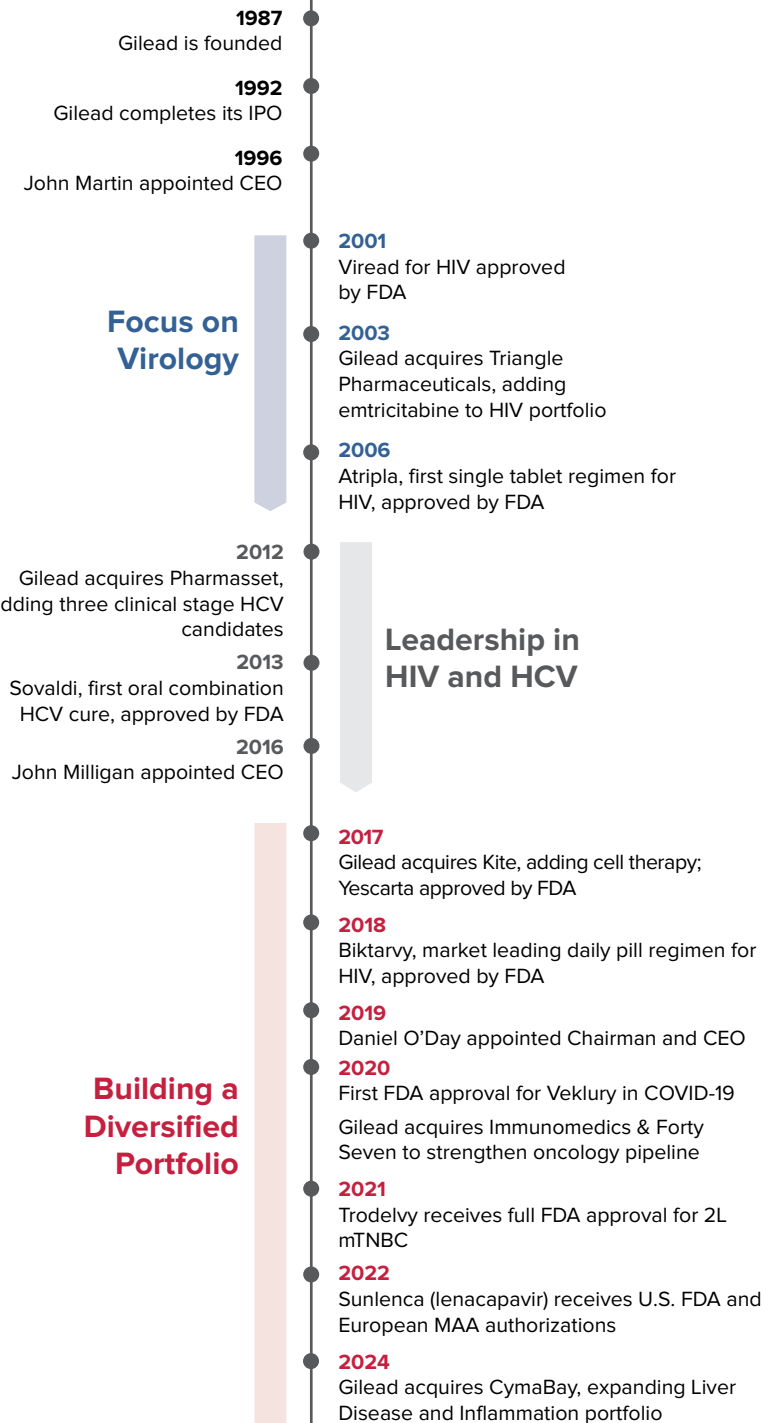 1987
Gilead is founded
1992
Gilead completes its IPO
1996
John Martin appointed CEO
Focus on
Virology
2001
Viread for HIV approved
by FDA
2003
Gilead acquires Triangle
Pharmaceuticals, adding
emtricitabine to HIV portfolio
2006
Atripla, first single tablet regimen for
HIV, approved by FDA
2012
Gilead acquires Pharmasset,
dding three clinical stage HCV
candidates
2013
Sovaldi, first oral combination
HCV cure, approved by FDA
2016
John Milligan appointed CEO
Leadership in
HIV and HCV
Building a
Diversified
Portfolio
2017
Gilead acquires Kite, adding cell therapy;
Yescarta approved by FDA
2018
Biktarvy, market leading daily pill regimen for
HIV, approved by FDA
2019
Daniel O’Day appointed Chairman and CEO
2020
First FDA approval for Veklury in COVID-19
Gilead acquires Immunomedics & Forty
Seven to strengthen oncology pipeline
2021
Trodelvy receives full FDA approval for 2L
mTNBC
2022
Sunlenca (lenacapavir) receives U.S. FDA and
European MAA authorizations
2024
Gilead acquires CymaBay, expanding Liver
Disease and Inflammation portfolio